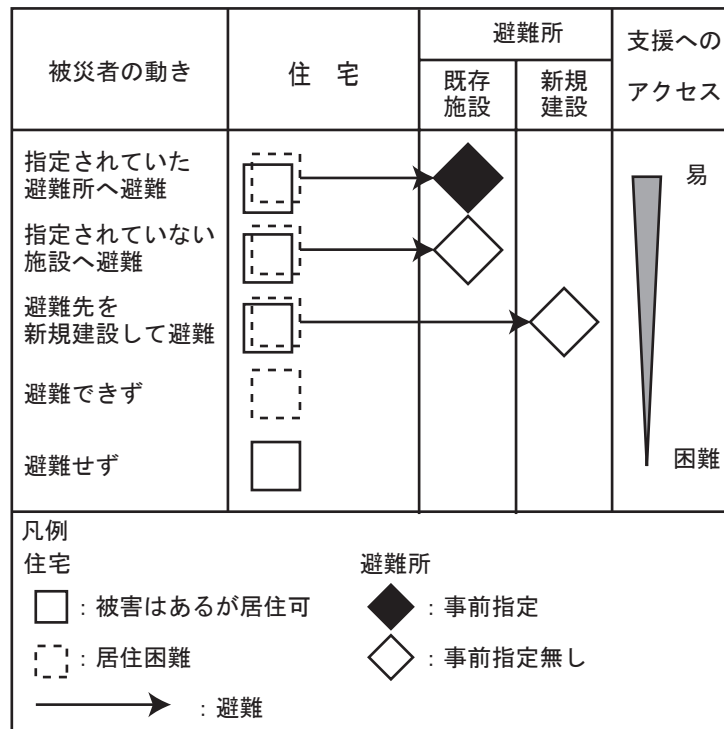 被災者の動き
住 宅
避難所
既存
施設
新規
建設
支援への
アクセス
指定されていた
避難所へ避難
指定されていない
施設へ避難
避難先を
新規建設して避難
避難できず
避難せず
易
困難
凡例
住宅
：被害はあるが居住可
：居住困難
：避難
避難所
：事前指定
：事前指定無し